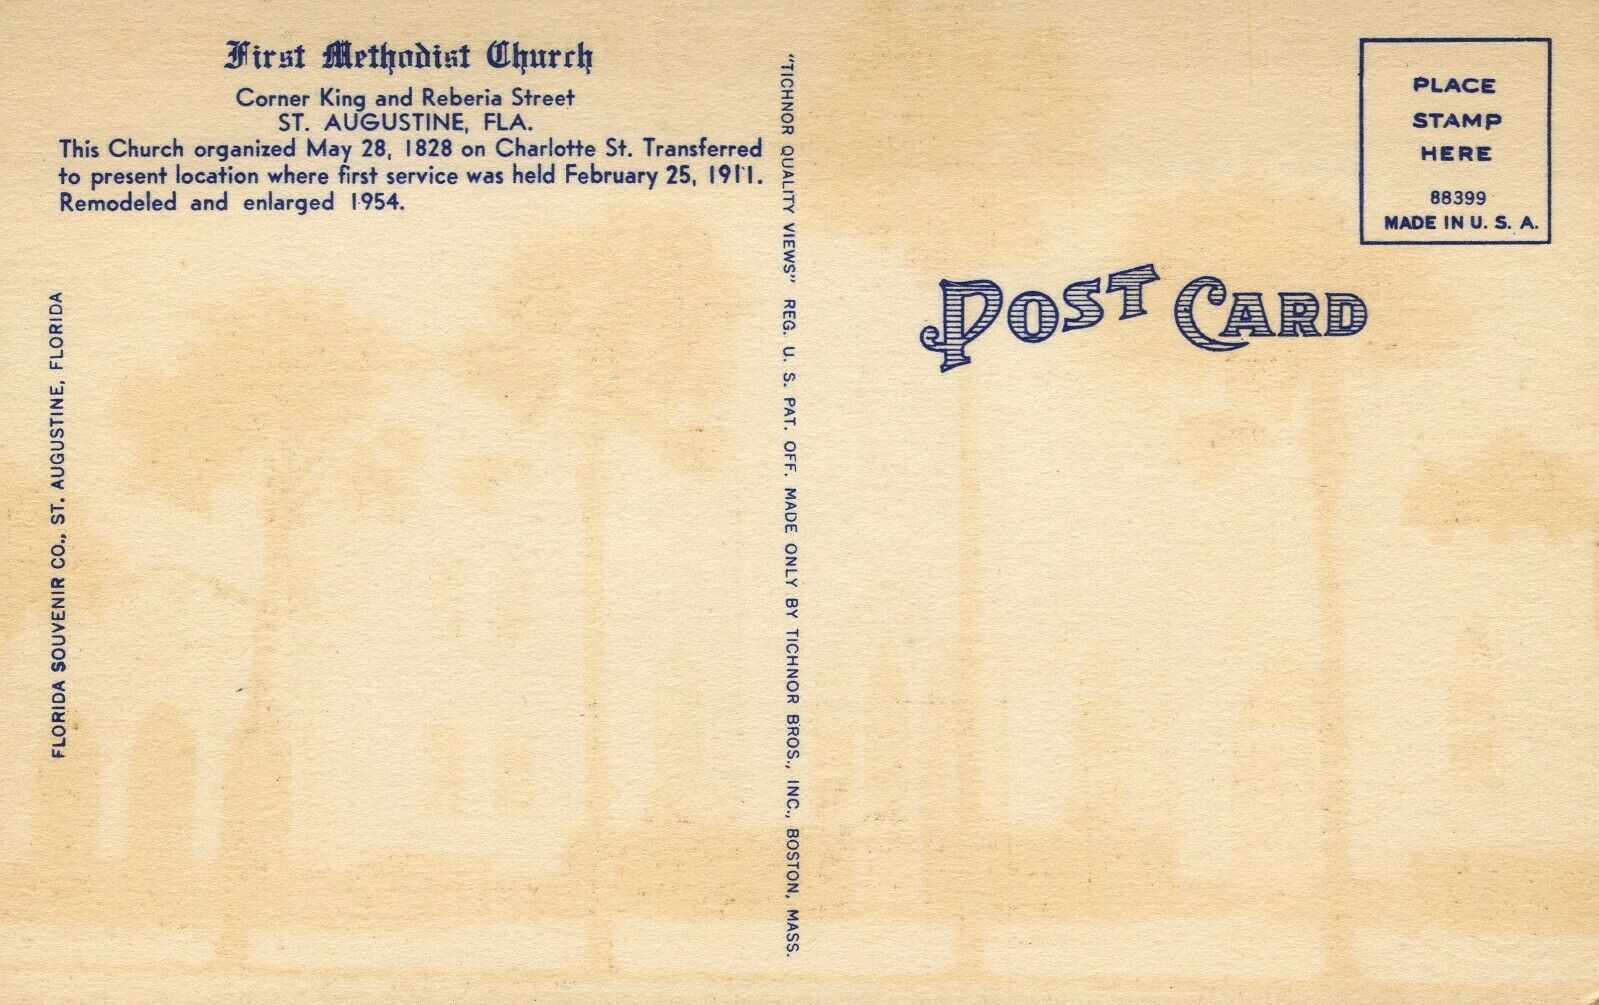 First Methodist Church
Corner King and Reberia Street
ST. AUGUSTINE, FLA.
This Church organized May 28, 1828 on Charlotte St. Transferred
to present location where first service was held February 25, 1911.
Remodeled and enlarged 1954.
FLORIDA SOUVENIR CO., ST. AUGUSTINE, FLORIDA
"TICHNOR QUALITY VIEWS" REG. U. S. PAT. OFF. MADE ONLY BY TICHNOR BROS., INC., BOSTON, MASS.
PLACE
STAMP
HERE
88399
MADE IN U. S. A.
POST CARD